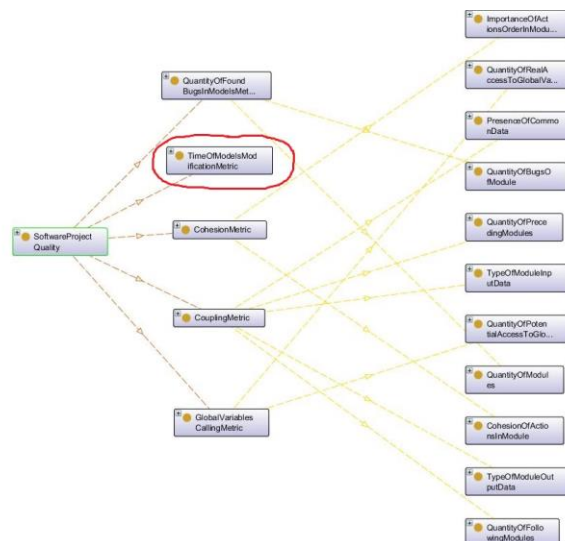 ImportanceOfAct
ionsOrderInModu...
QuantityOfFound
BugsInModelsMet...
QuantityOfRealA
ccessToGlobalVa...
PresenceOfCommo
nData
TimeOfModelsMod
ificationMetric
QuantityOfBugsO
fModule
SoftwareProject
Quality
CohesionMetric
QuantityOfPrece
dingModules
TypeOfModuleInp
utData
CouplingMetric
QuantityOfPoten
tialAccessToGlo...
QuantityOfModul
es
GlobalVariables
CallingMetric
CohesionOfActio
nsInModule
TypeOfModuleOut
putData
QuantityOfFollo
wingModules